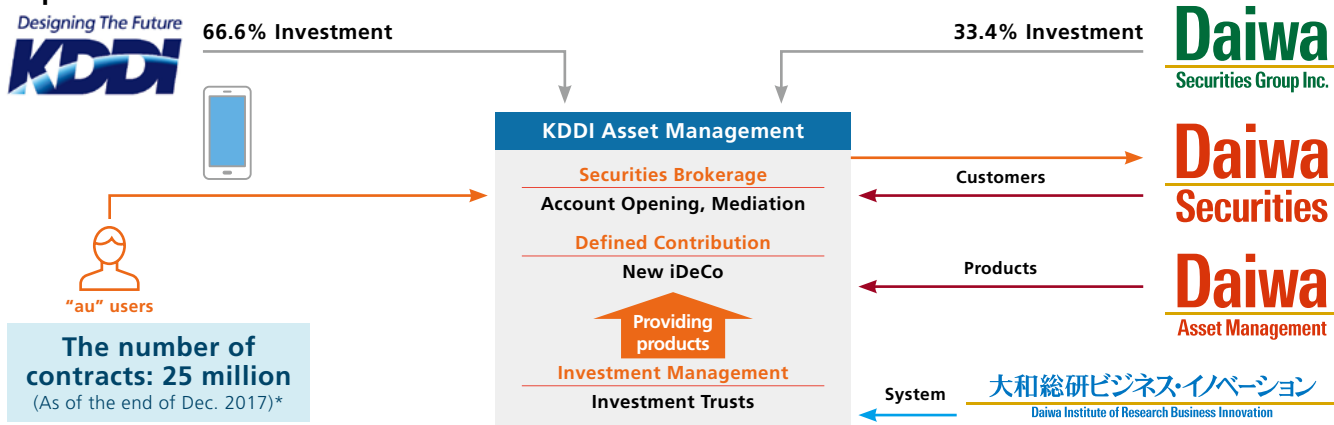 Designing The Future
KDDI
66.6% Investment
33.4% Investment
Daiwa
Securities Group Inc.
KDDI Asset Management
Securities Brokerage
Account Opening, Mediation
Customers
Daiwa
Securities
Defined Contribution
New iDeCo
Products
Daiwa
Asset Management
"au" users
Providing
products
The number of
contracts: 25 million
(As of the end of Dec. 2017)*
Investment Management
Investment Trusts
System
大和総研ビジネス・イノベーション
Daiwa Institute of Research Business Innovation